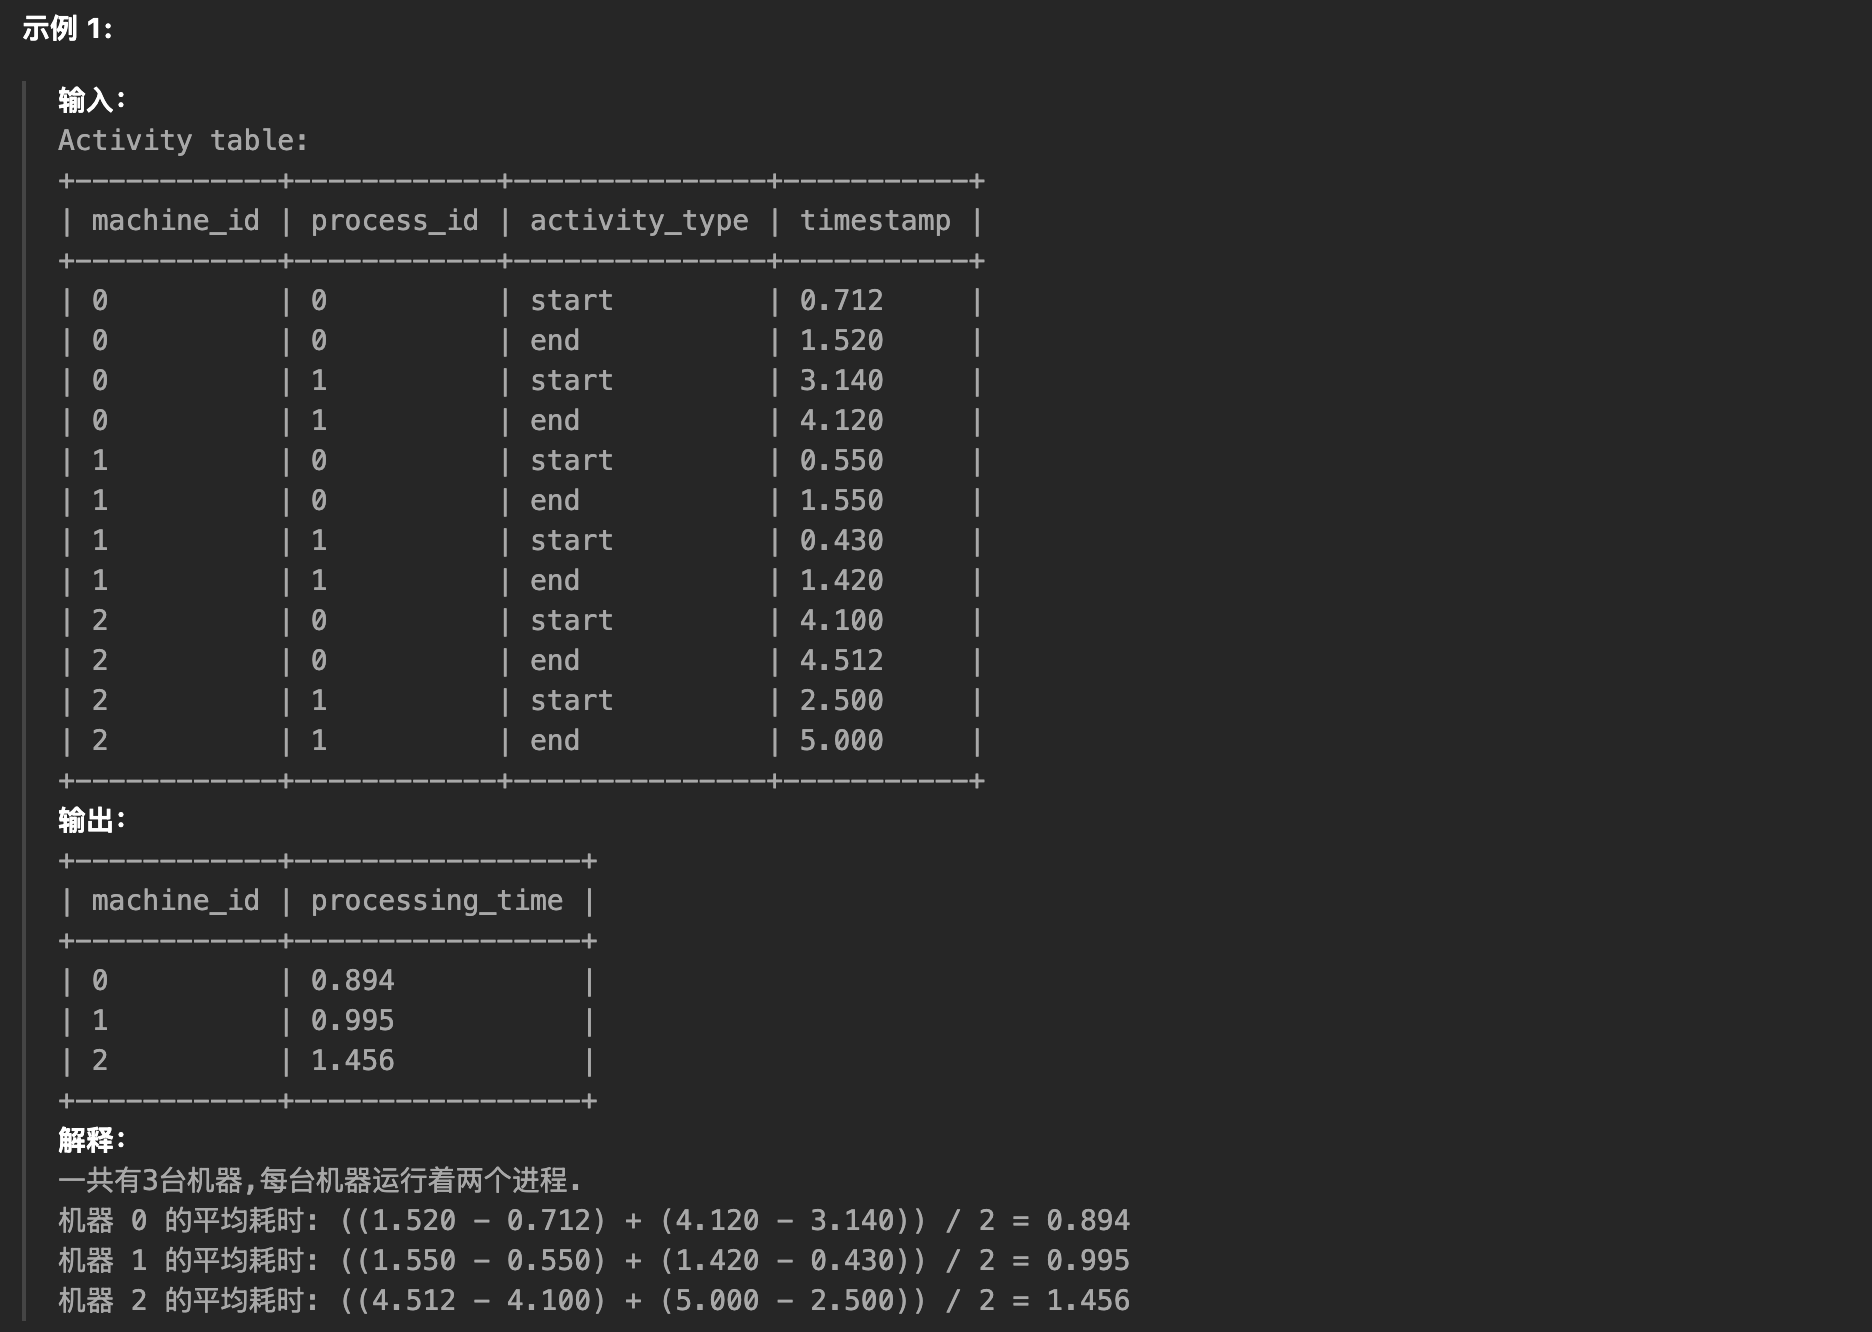 示例 1:
输入:
Activity table:
+------------+------------+---------------+-----------+
| machine_id | process_id | activity_type | timestamp |
+------------+------------+---------------+-----------+
| 0          | 0          | start         | 0.712     |
| 0          | 0          | end           | 1.520     |
| 0          | 1          | start         | 3.140     |
| 0          | 1          | end           | 4.120     |
| 1          | 0          | start         | 0.550     |
| 1          | 0          | end           | 1.550     |
| 1          | 1          | start         | 0.430     |
| 1          | 1          | end           | 1.420     |
| 2          | 0          | start         | 4.100     |
| 2          | 0          | end           | 4.512     |
| 2          | 1          | start         | 2.500     |
| 2          | 1          | end           | 5.000     |
+------------+------------+---------------+-----------+
输出:
+------------+-----------------+
| machine_id | processing_time |
+------------+-----------------+
| 0          | 0.894           |
| 1          | 0.995           |
| 2          | 1.456           |
+------------+-----------------+
解释:
一共有3台机器,每台机器运行着两个进程.
机器 0 的平均耗时: ((1.520 - 0.712) + (4.120 - 3.140)) / 2 = 0.894
机器 1 的平均耗时: ((1.550 - 0.550) + (1.420 - 0.430)) / 2 = 0.995
机器 2 的平均耗时: ((4.512 - 4.100) + (5.000 - 2.500)) / 2 = 1.456